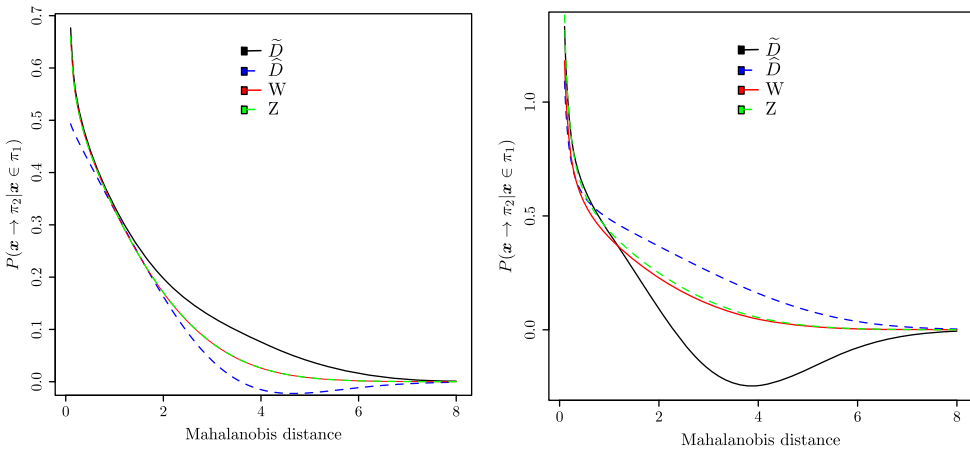 0.7
0.6
0.5
0.4
0.3
0.2
0.1
0.0
P(x → π₂|x ∈ π₁)
D̃
D̂
W
Z
0 2 4 6 8
Mahalanobis distance
1.0
0.5
0.0
P(x → π₂|x ∈ π₁)
D̃
D̂
W
Z
0 2 4 6 8
Mahalanobis distance